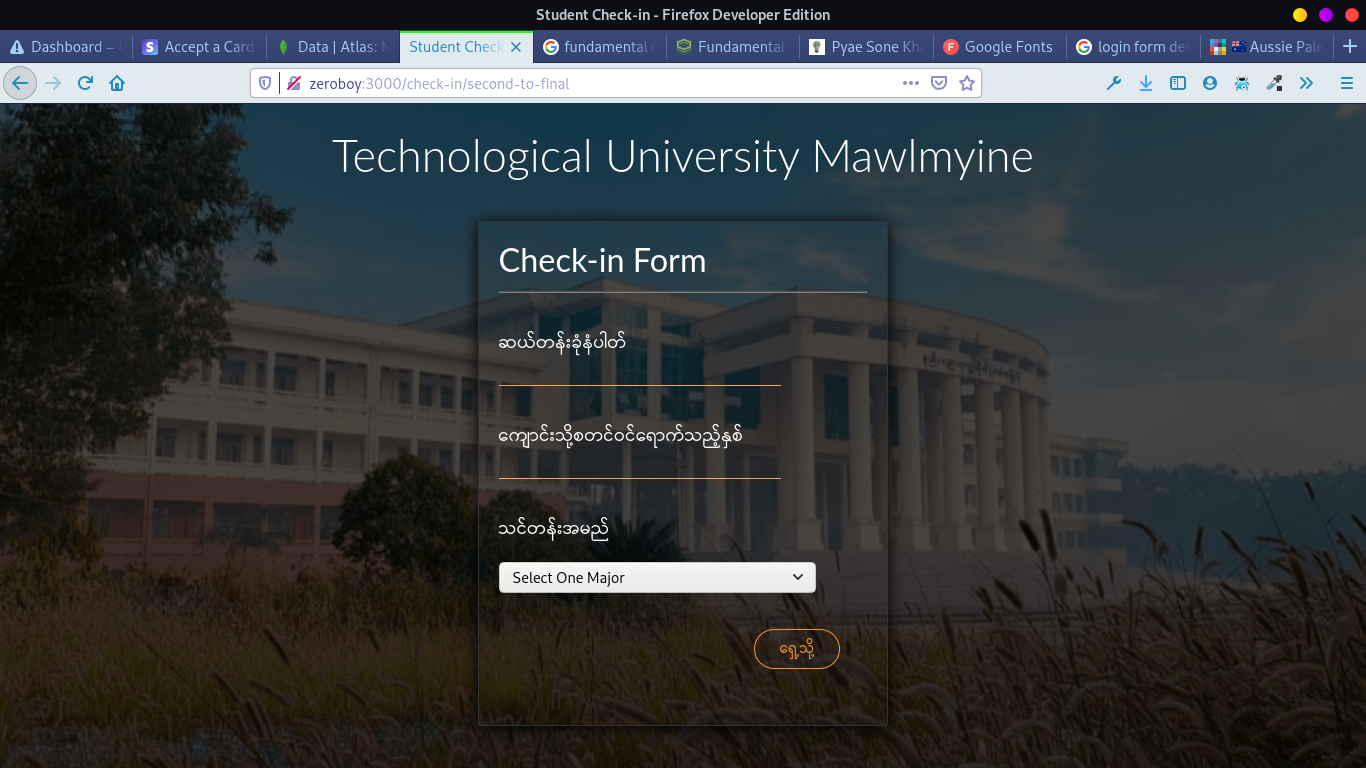 Student Check-in - Firefox Developer Edition
Dashboard –
Accept a Card
Data | Atlas:
Student Check
fundamental
Fundamental
Pyae Sone Kh
Google Fonts
login form de
Aussie Pale
zeroboy:3000/check-in/second-to-final
Technological University Mawlmyine
Check-in Form
ဆယ်တန်းခုံနံပါတ်
ကျောင်းသို့စတင်ဝင်ရောက်သည့်နှစ်
သင်တန်းအမည်
Select One Major
ရှေ့သို့